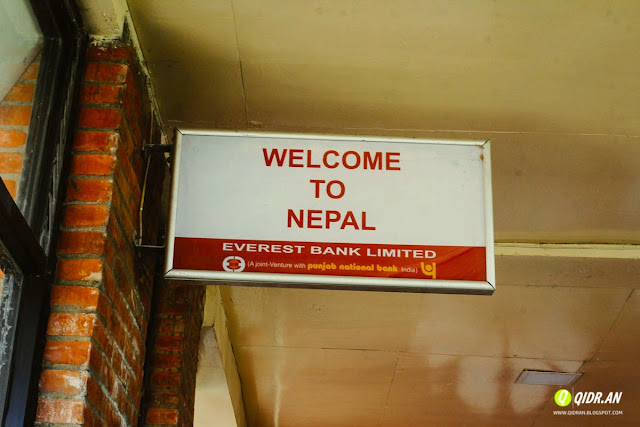 WELCOME
TO
NEPAL
EVEREST BANK LIMITED
(A joint-Venture with punjab national bank, India)
QIDR.AN
WWW.QIDRAN.BLOGSPOT.COM